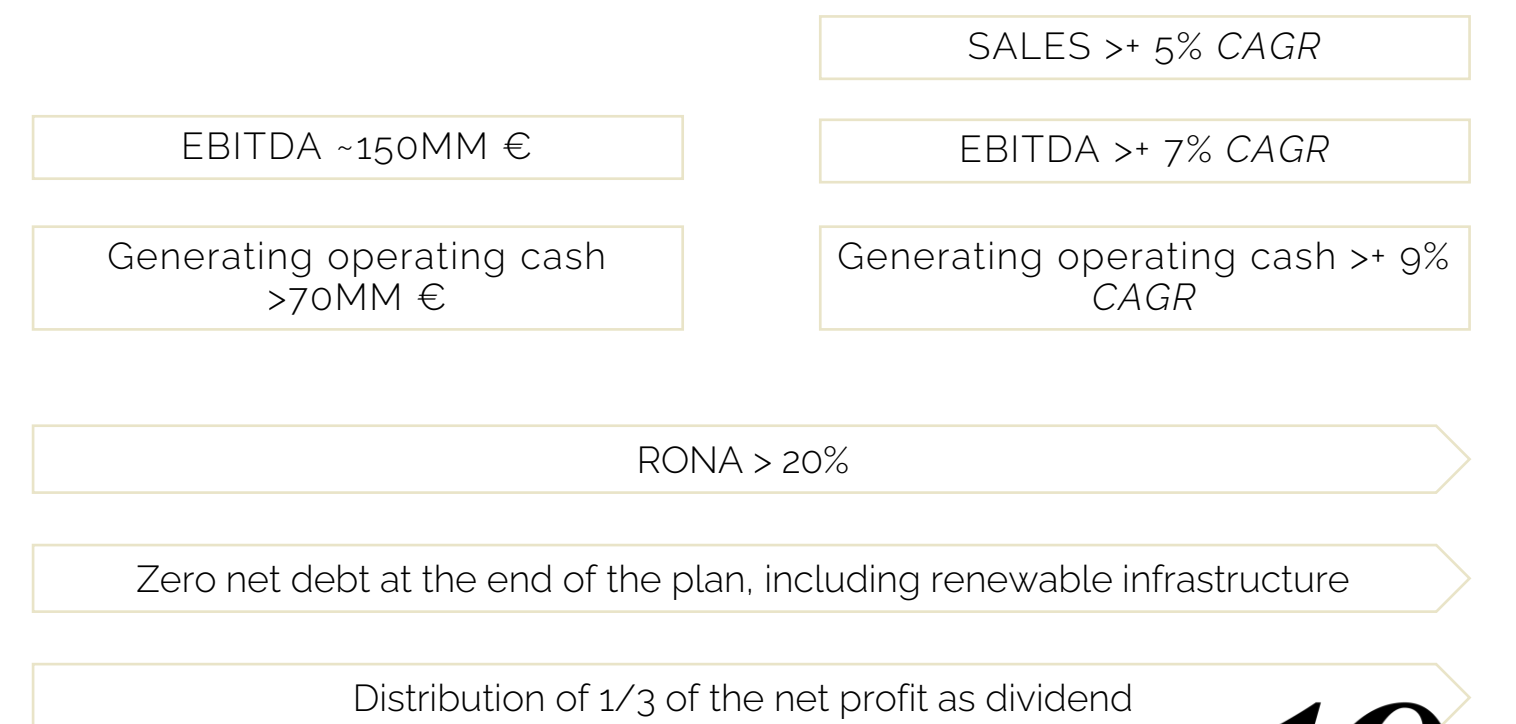 SALES >+ 5% CAGR
EBITDA ~150MM €
EBITDA >+ 7% CAGR
Generating operating cash
>70MM €
Generating operating cash >+ 9%
CAGR
RONA > 20%
Zero net debt at the end of the plan, including renewable infrastructure
Distribution of 1/3 of the net profit as dividend